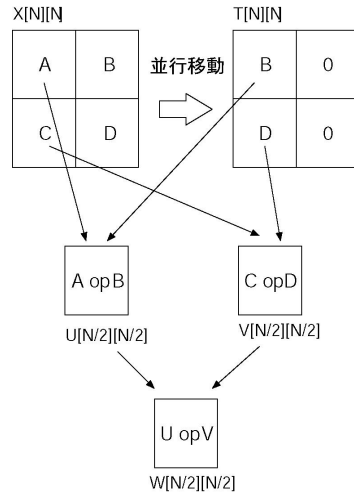 X[N][N]
T[N][N]
A B
並行移動
B 0
C D
D 0
A opB
C opD
U[N/2][N/2]
V[N/2][N/2]
U opV
W[N/2][N/2]